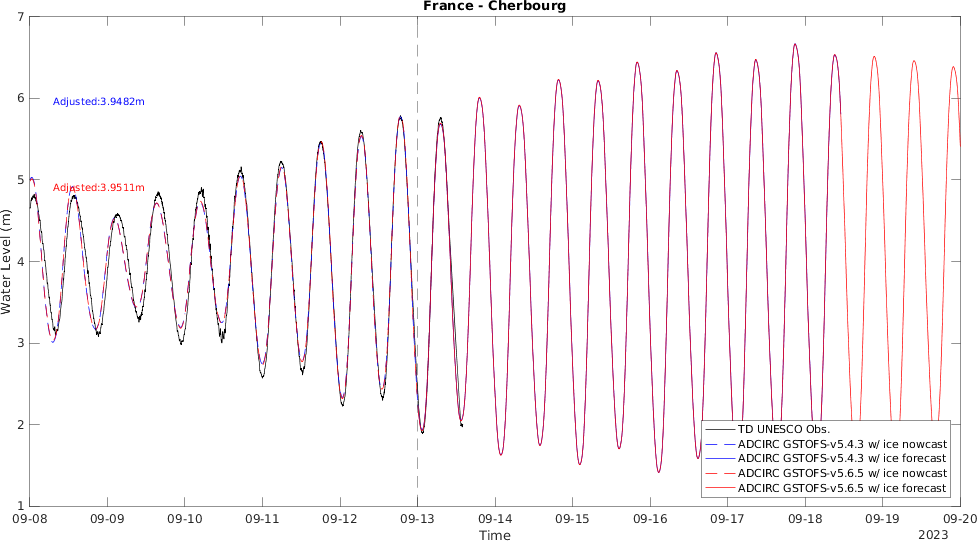 France - Cherbourg
7
6
5
4
3
2
1
Water Level (m)
Adjusted:3.9482m
Adjusted:3.9511m
TD UNESCO Obs.
ADCIRC GSTOFS-v5.4.3 w/ ice nowcast
ADCIRC GSTOFS-v5.4.3 w/ ice forecast
ADCIRC GSTOFS-v5.6.5 w/ ice nowcast
ADCIRC GSTOFS-v5.6.5 w/ ice forecast
09-08 09-09 09-10 09-11 09-12 09-13 09-14 09-15 09-16 09-17 09-18 09-19 09-20
Time
2023